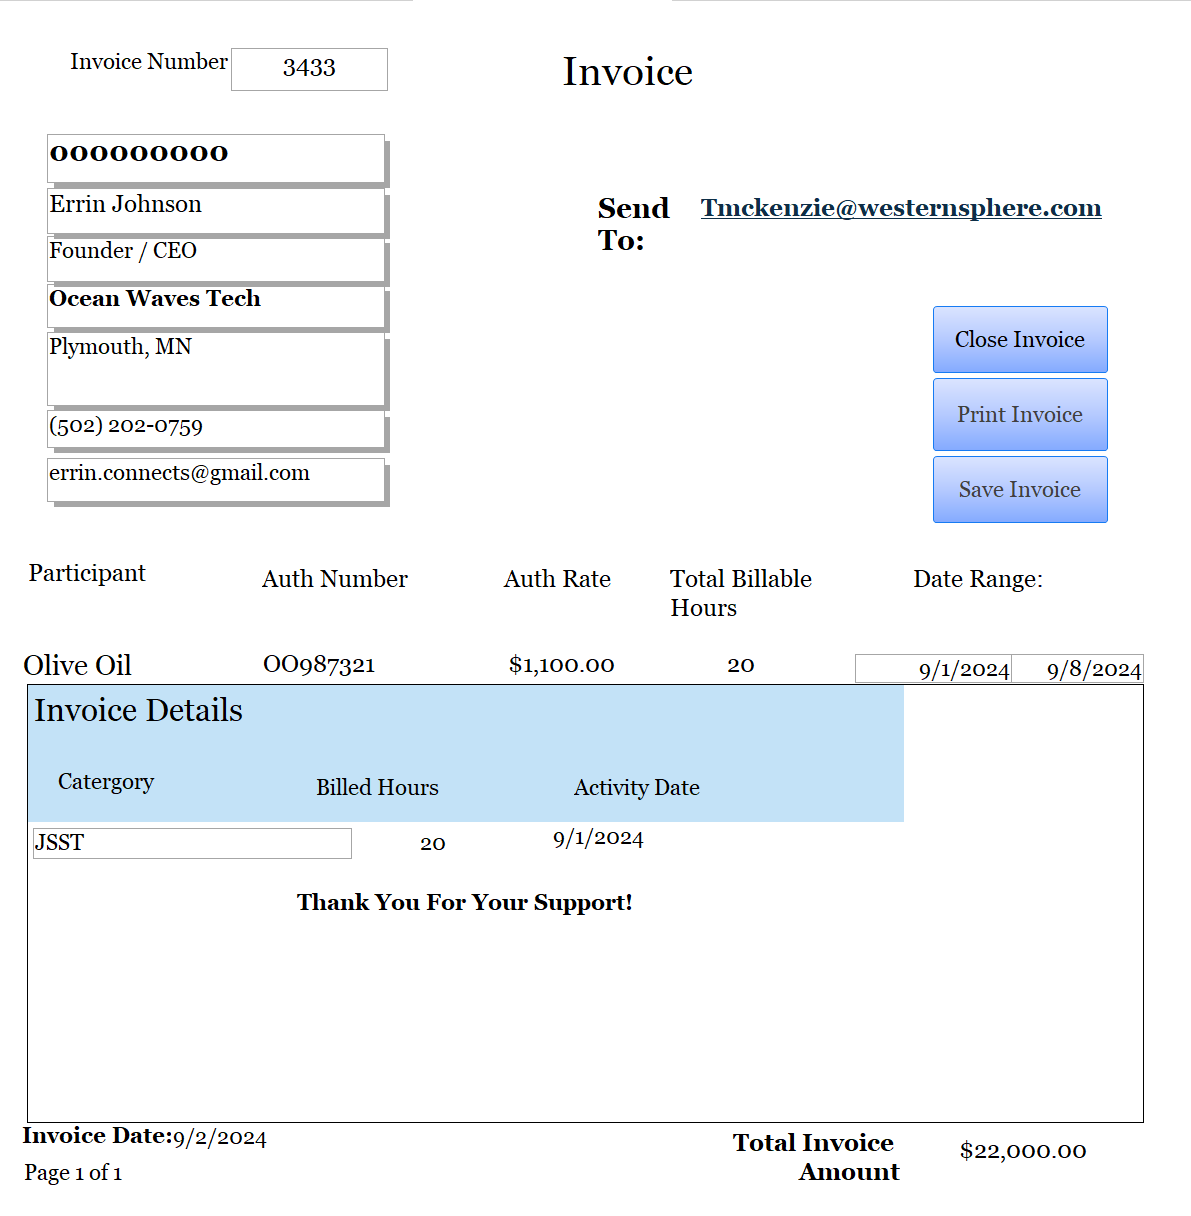 Invoice Number 3433
Invoice
000000000
Errin Johnson
Founder / CEO
Ocean Waves Tech
Plymouth, MN
(502) 202-0759
errin.connects@gmail.com
Send To: Tmckenzie@westernsphere.com
Close Invoice
Print Invoice
Save Invoice
Participant Auth Number Auth Rate Total Billable Hours Date Range:
Olive Oil OO987321 $1,100.00 20 9/1/2024 9/8/2024
Invoice Details
Catergory Billed Hours Activity Date
JSST 20 9/1/2024
Thank You For Your Support!
Invoice Date:9/2/2024
Total Invoice Amount $22,000.00
Page 1 of 1